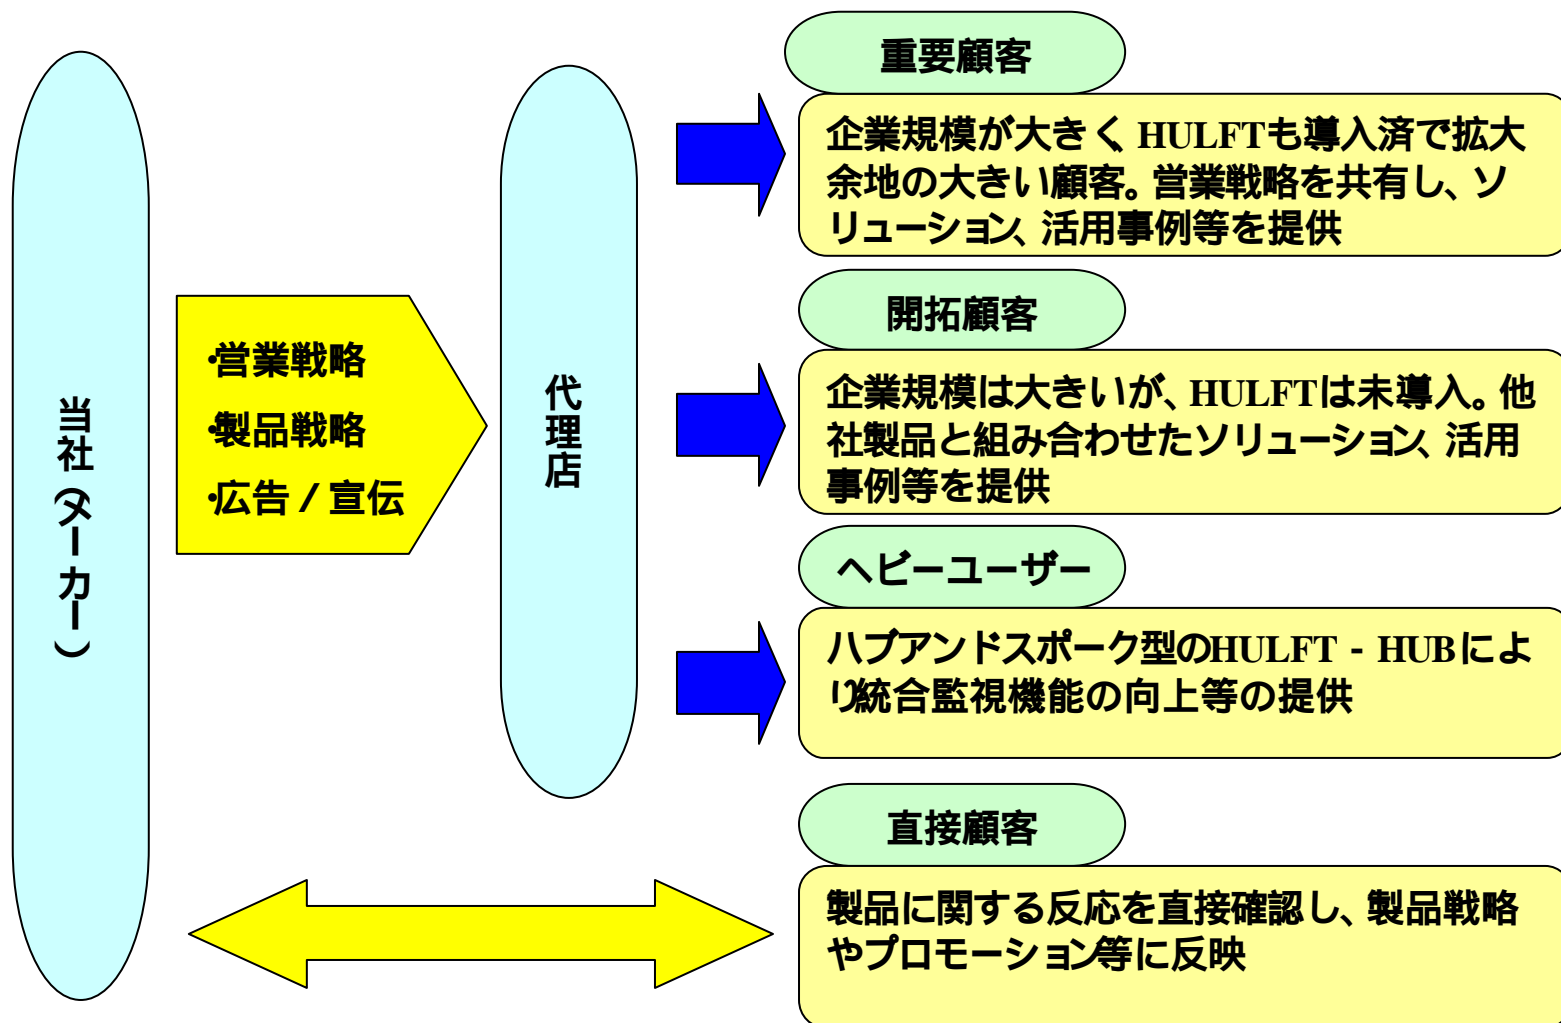 当社（メーカー）
・営業戦略
・製品戦略
・広告／宣伝
代理店
重要顧客
企業規模が大きく、HULFTも導入済で拡大
余地の大きい顧客。営業戦略を共有し、ソ
リューション、活用事例等を提供
開拓顧客
企業規模は大きいが、HULFTは未導入。他
社製品と組み合わせたソリューション、活用
事例等を提供
ヘビーユーザー
ハブアンドスポーク型のHULFT‐HUBによ
り統合監視機能の向上等の提供
直接顧客
製品に関する反応を直接確認し、製品戦略
やプロモーション等に反映